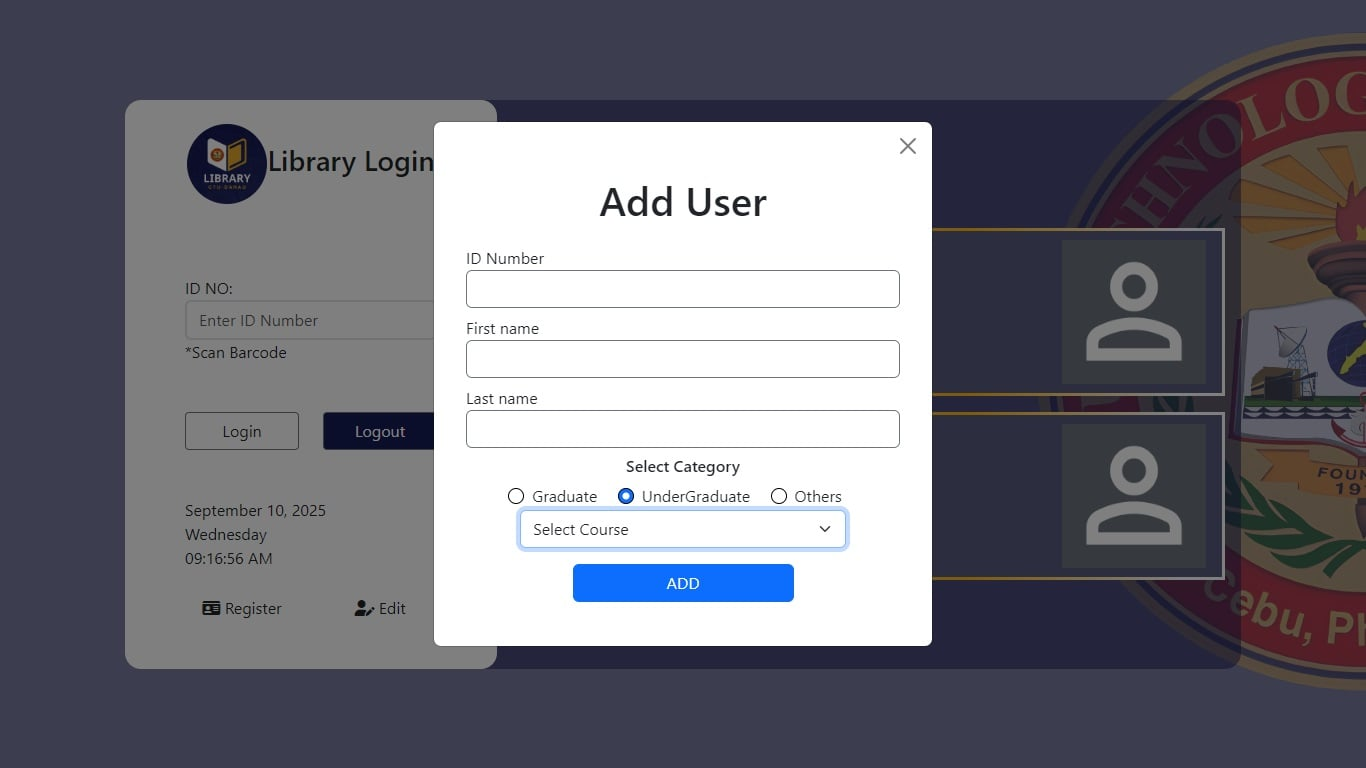 LIBRARY
CTU-DANAO
Library Login
ID NO:
Enter ID Number
*Scan Barcode
Login
Logout
September 10, 2025
Wednesday
09:16:56 AM
Register
Edit
Add User
ID Number
First name
Last name
Select Category
Graduate UnderGraduate Others
Select Course
ADD
HNOLOG
FOUN
19
Cebu, Ph